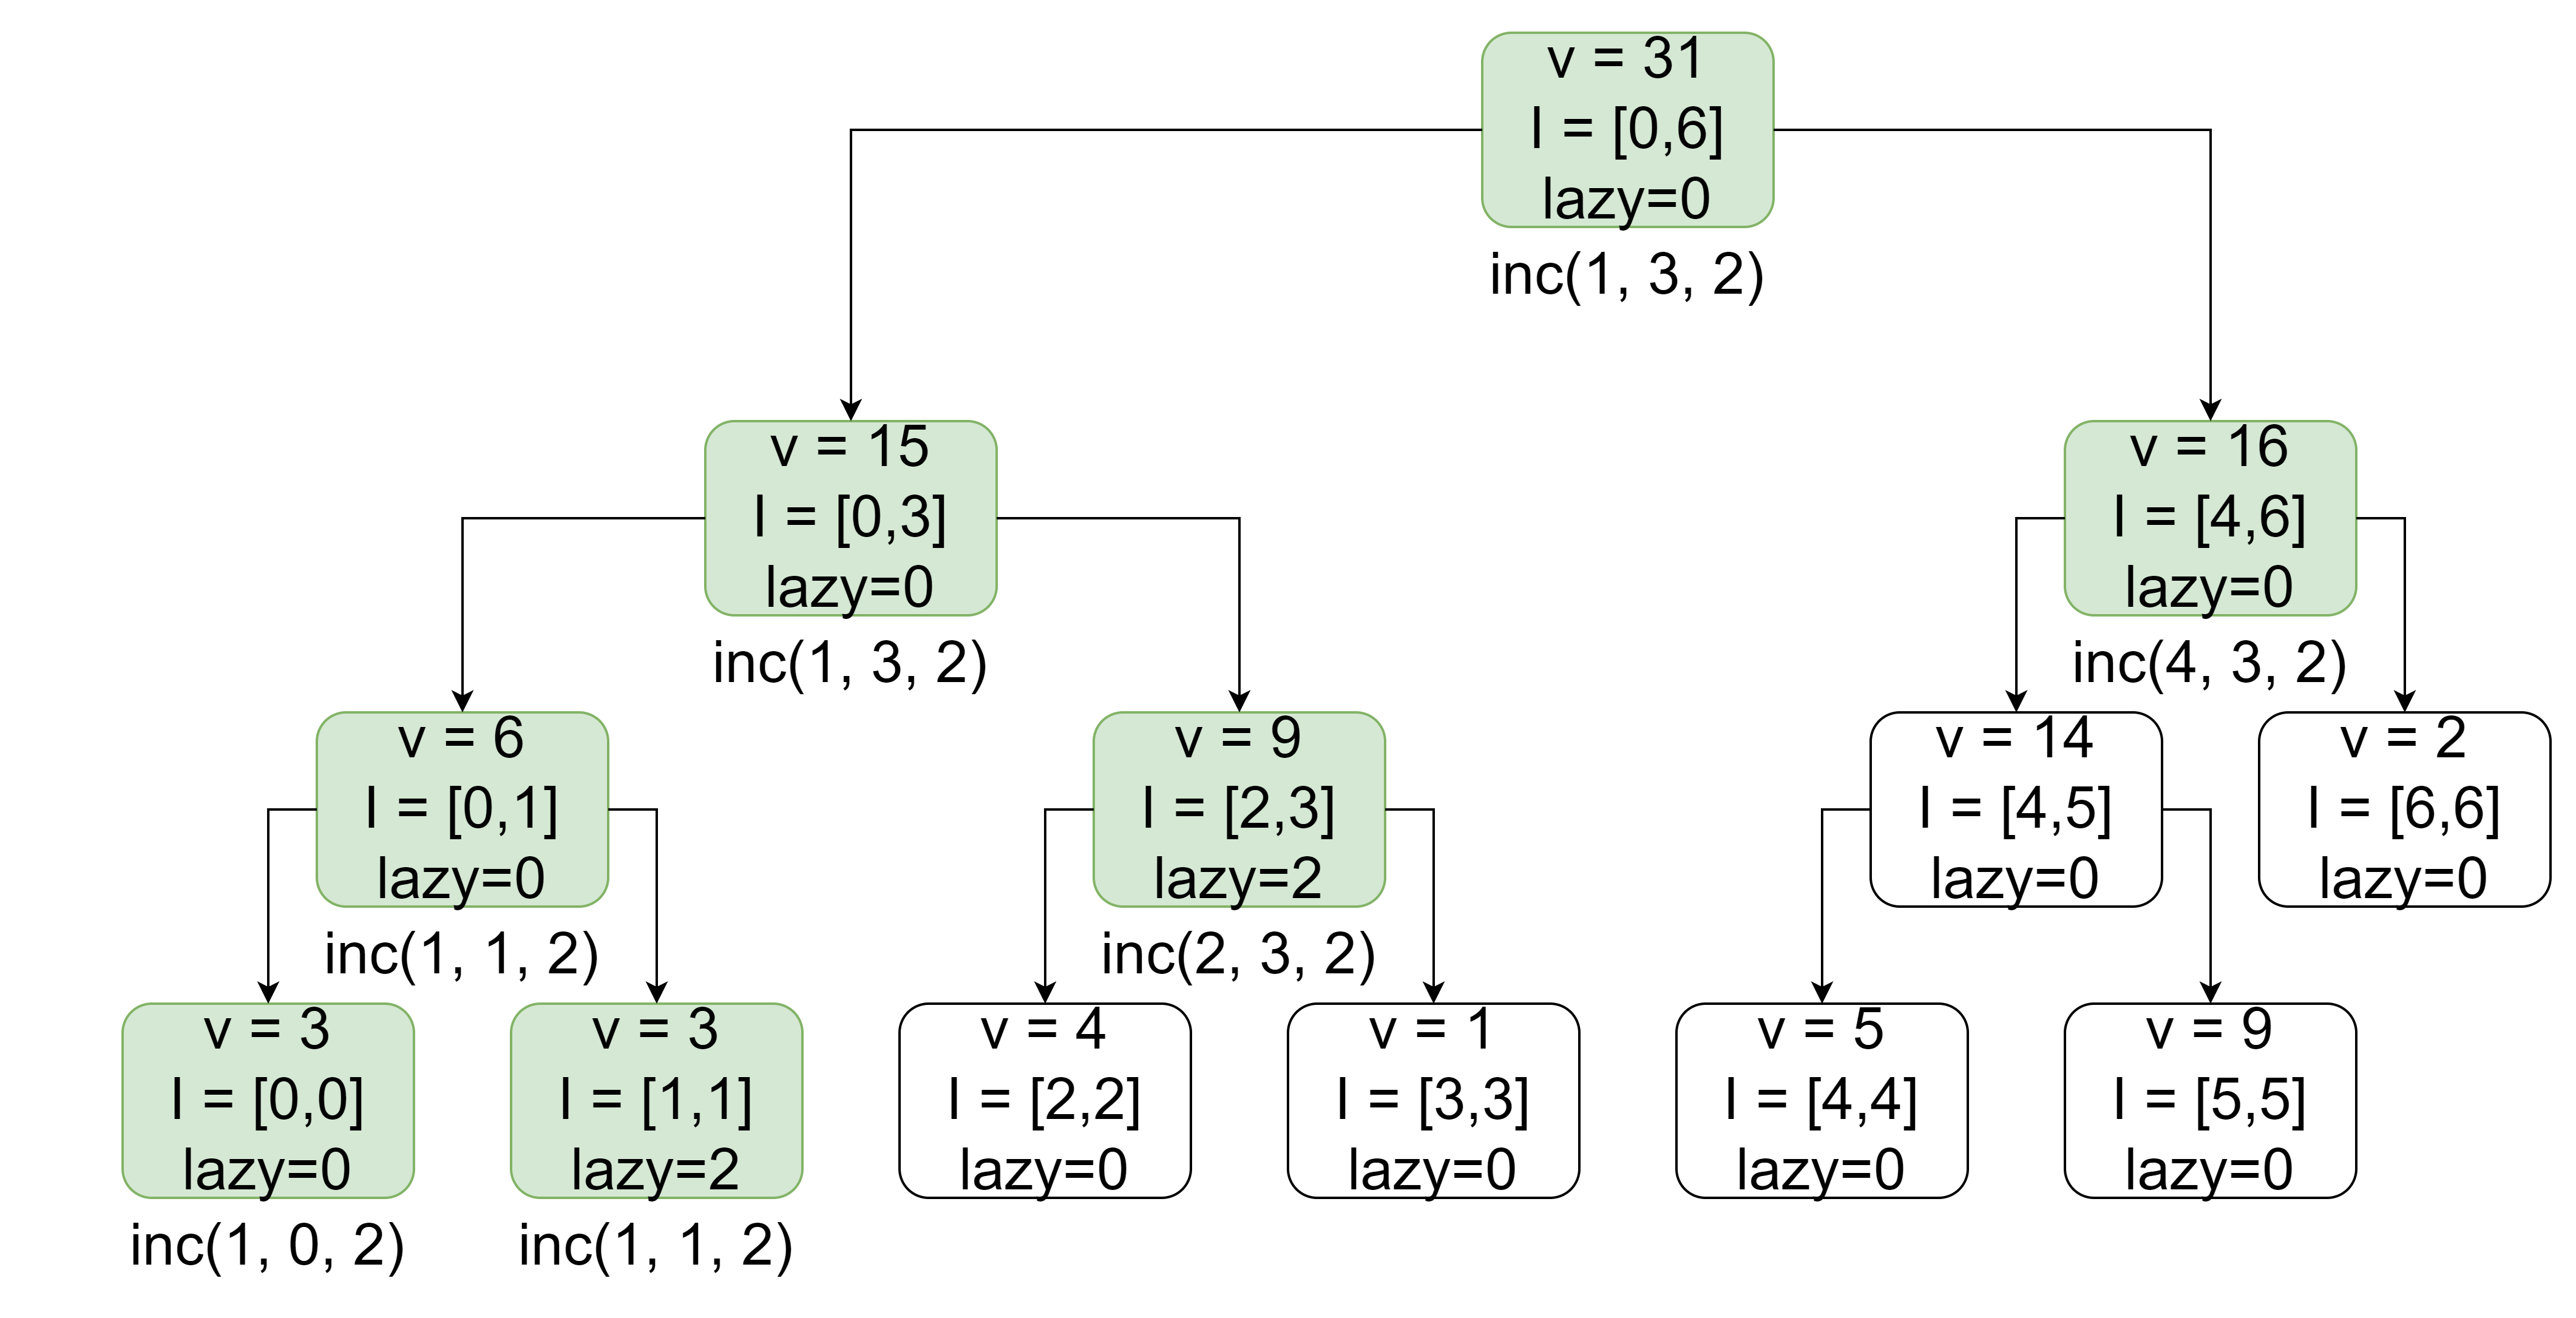 v = 31
I = [0,6]
lazy=0
inc(1, 3, 2)
v = 15
I = [0,3]
lazy=0
inc(1, 3, 2)
v = 16
I = [4,6]
lazy=0
inc(4, 3, 2)
v = 6
I = [0,1]
lazy=0
inc(1, 1, 2)
v = 9
I = [2,3]
lazy=2
inc(2, 3, 2)
v = 14
I = [4,5]
lazy=0
v = 2
I = [6,6]
lazy=0
v = 3
I = [0,0]
lazy=0
inc(1, 0, 2)
v = 3
I = [1,1]
lazy=2
inc(1, 1, 2)
v = 4
I = [2,2]
lazy=0
v = 1
I = [3,3]
lazy=0
v = 5
I = [4,4]
lazy=0
v = 9
I = [5,5]
lazy=0